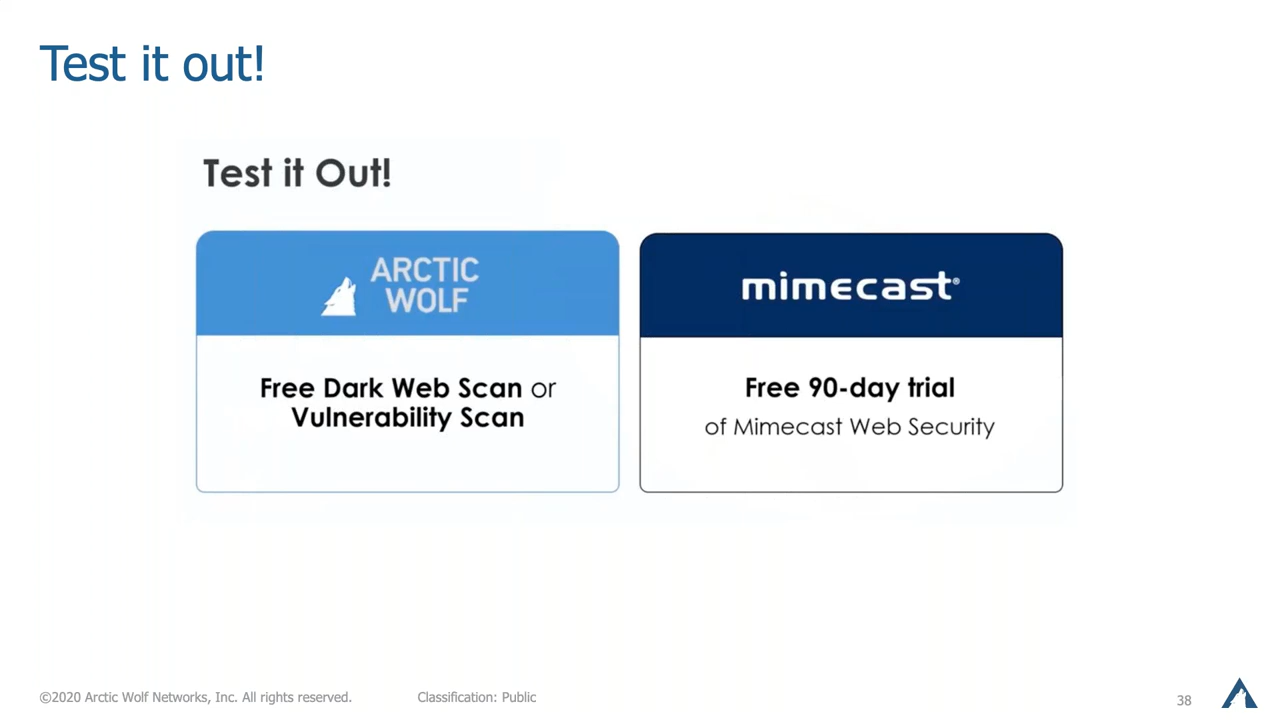 Test it out!
Test it Out!
ARCTIC
WOLF
Free Dark Web Scan or
Vulnerability Scan
mimecast®
Free 90-day trial
of Mimecast Web Security
©2020 Arctic Wolf Networks, Inc. All rights reserved.
Classification: Public
38